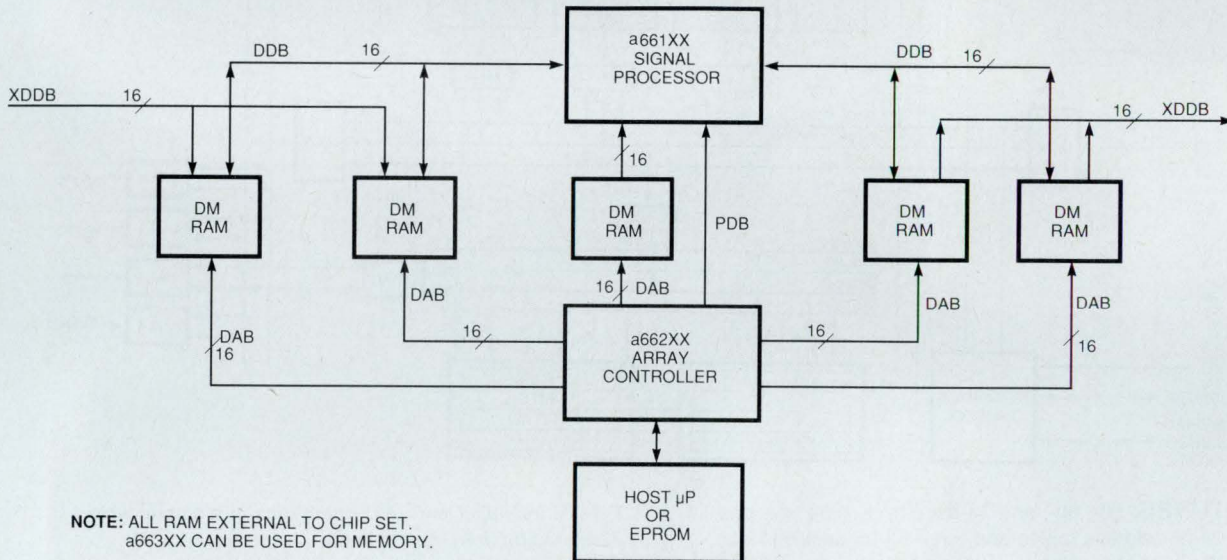 a661XX
SIGNAL
PROCESSOR
DDB 16
DDB 16
XDDB 16
16 XDDB
16
DM
RAM
DM
RAM
DM
RAM
PDB
DM
RAM
DM
RAM
DAB
16
DAB
16
16 DAB
a662XX
ARRAY
CONTROLLER
16
DAB
DAB
16
HOST µP
OR
EPROM
NOTE: ALL RAM EXTERNAL TO CHIP SET.
a663XX CAN BE USED FOR MEMORY.